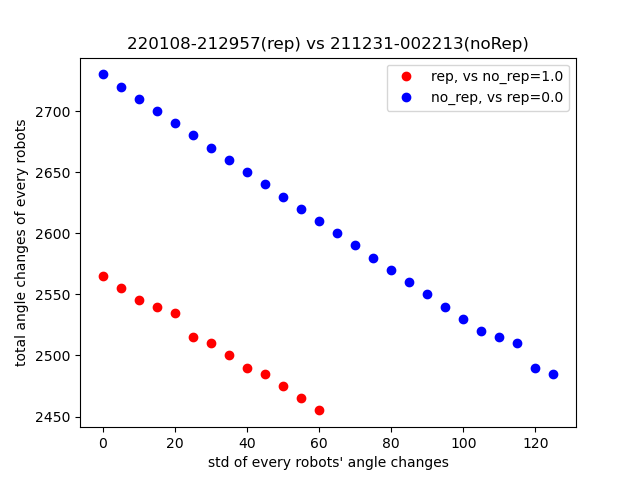 220108-212957(rep) vs 211231-002213(noRep)
rep, vs no_rep=1.0
no_rep, vs rep=0.0
total angle changes of every robots
2700
2650
2600
2550
2500
2450
0 20 40 60 80 100 120
std of every robots' angle changes